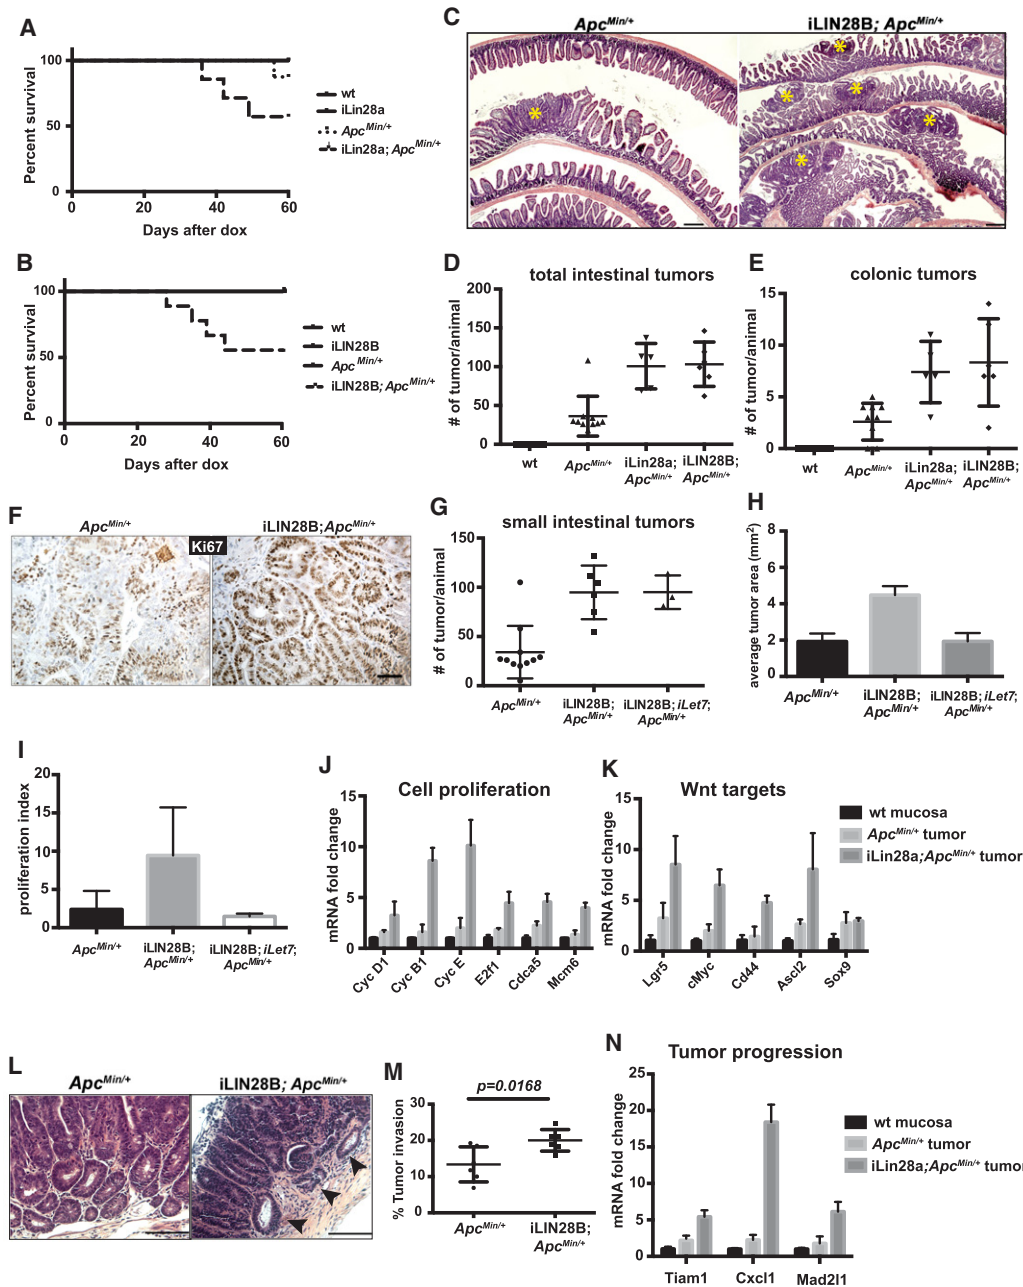 A
Percent survival
100
50
0
0 20 40 60
Days after dox
wt
iLin28a
Apc^Min/+
iLin28a; Apc^Min/+
B
Percent survival
100
50
0
0 20 40 60
Days after dox
wt
iLIN28B
Apc^Min/+
iLIN28B; Apc^Min/+
C
Apc^Min/+ iLIN28B; Apc^Min/+
D
total intestinal tumors
# of tumor/animal
200
150
100
50
0
wt Apc^Min/+ iLin28a; iLIN28B;
Apc^Min/+ Apc^Min/+
E
colonic tumors
# of tumor/animal
15
10
5
0
wt Apc^Min/+ iLin28a; iLIN28B;
Apc^Min/+ Apc^Min/+
F
Apc^Min/+ iLIN28B;Apc^Min/+
Ki67
G
small intestinal tumors
# of tumor/animal
150
100
50
0
Apc^Min/+ iLIN28B; iLIN28B; iLet7;
Apc^Min/+ Apc^Min/+
H
average tumor area (mm²)
8
6
4
2
0
Apc^Min/+ iLIN28B; iLIN28B; iLet7;
Apc^Min/+ Apc^Min/+
I
proliferation index
20
15
10
5
0
Apc^Min/+ iLIN28B; iLIN28B; iLet7;
Apc^Min/+ Apc^Min/+
J
Cell proliferation
mRNA fold change
15
10
5
0
Cyc D1 Cyc B1 Cyc E E2f1 Cdca5 Mcm6
K
Wnt targets
mRNA fold change
15
10
5
0
Lgr5 cMyc Cd44 Ascl2 Sox9
wt mucosa
Apc^Min/+ tumor
iLin28a;Apc^Min/+ tumor
L
Apc^Min/+ iLIN28B; Apc^Min/+
M
p=0.0168
% Tumor invasion
30
20
10
0
Apc^Min/+ iLIN28B;
Apc^Min/+
N
Tumor progression
mRNA fold change
25
20
15
10
5
0
Tiam1 Cxcl1 Mad2l1
wt mucosa
Apc^Min/+ tumor
iLin28a;Apc^Min/+ tumor